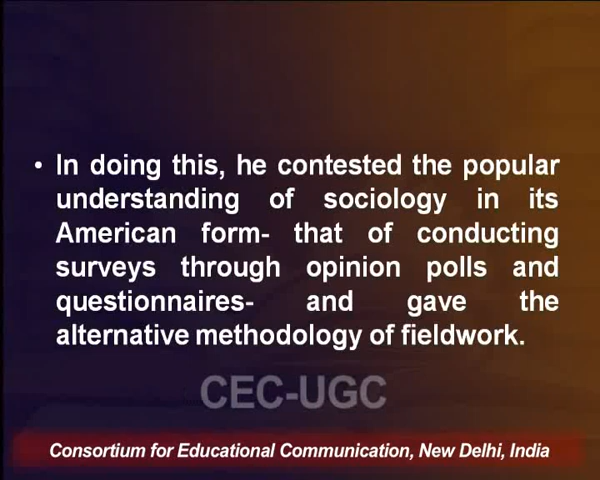 • In doing this, he contested the popular
understanding of sociology in its
American form- that of conducting
surveys through opinion polls and
questionnaires- and gave the
alternative methodology of fieldwork.
CEC-UGC
Consortium for Educational Communication, New Delhi, India